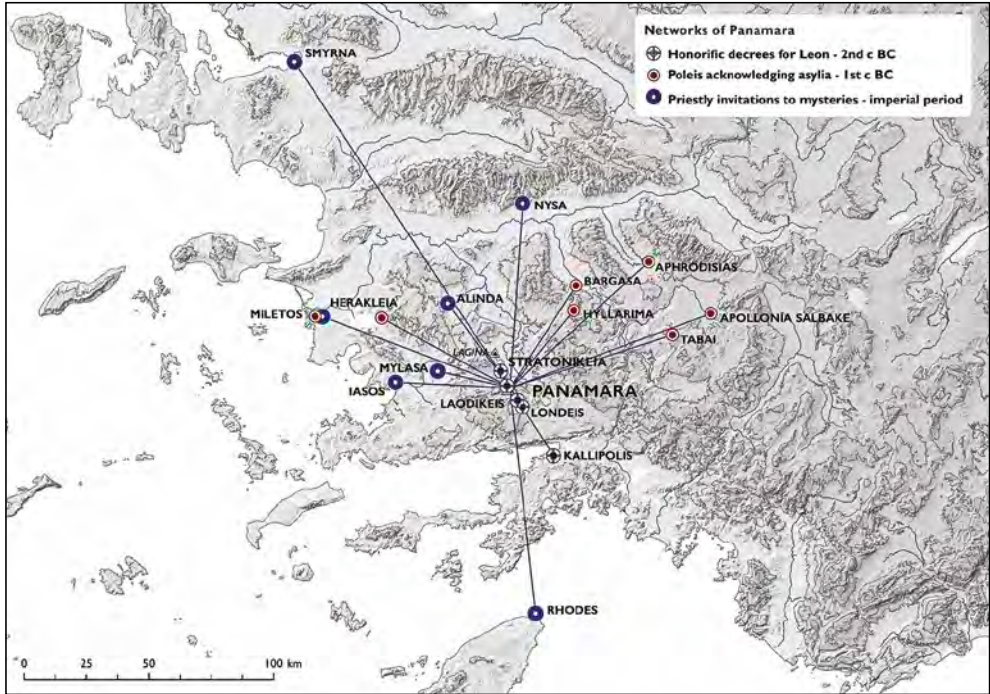 Networks of Panamara
Honorific decrees for Leon - 2nd c BC
Poleis acknowledging asylia - 1st c BC
Priestly invitations to mysteries - imperial period
SMYRNA
NYSA
APHRODISIAS
BARGASA
ALINDA
HERAKLEIA
MILETOS
HYLLARIMA
APOLLONIA SALBAKE
TABAI
LAGINA
STRATONIKEIA
MYLASA
IASOS
PANAMARA
LAODIKEIS
LONDEIS
KALLIPOLIS
RHODES
0 25 50 100 km